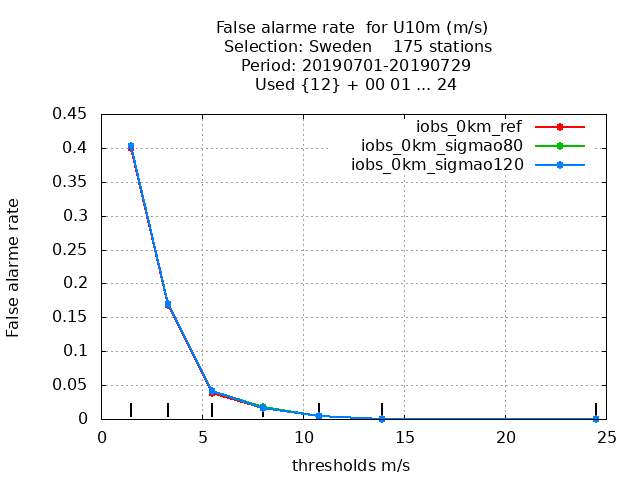 False alarme rate  for U10m (m/s)
Selection: Sweden    175 stations
Period: 20190701-20190729
Used {12} + 00 01 ... 24
iobs_0km_ref
iobs_0km_sigmao80
iobs_0km_sigmao120
0.45
0.4
0.35
0.3
0.25
0.2
0.15
0.1
0.05
0
False alarme rate
0 5 10 15 20 25
thresholds m/s